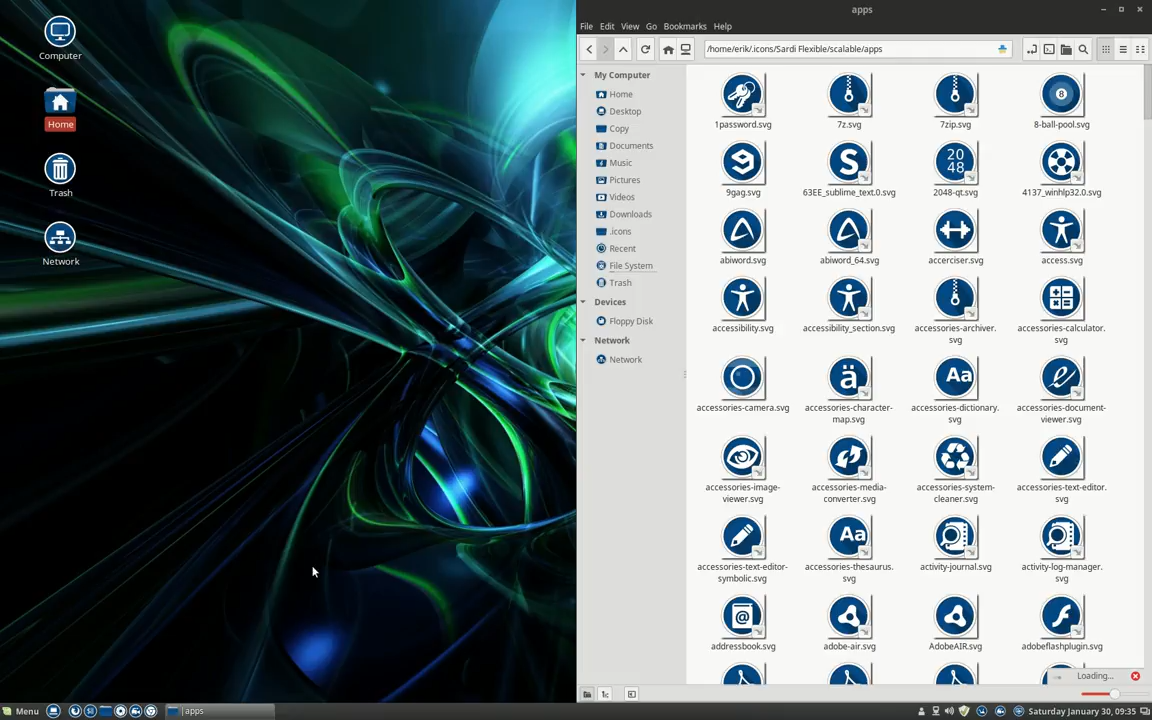 Computer
Home
Trash
Network
apps
File Edit View Go Bookmarks Help
/home/erik/.icons/Sardi Flexible/scalable/apps
My Computer
Home
Desktop
Copy
Documents
Music
Pictures
Videos
Downloads
.icons
Recent
File System
Trash
Devices
Floppy Disk
Network
Network
8
1password.svg 7z.svg 7zip.svg 8-ball-pool.svg
S
20
48
9gag.svg 63EE_sublime_text.0.svg 2048-qt.svg 4137_winhlp32.0.svg
abiword.svg abiword_64.svg accerciser.svg access.svg
accessibility.svg accessibility_section.svg accessories-archiver. accessories-calculator.
svg svg
ä Aa
accessories-camera.svg accessories-character- accessories-dictionary. accessories-document-
map.svg svg viewer.svg
accessories-image- accessories-media- accessories-system- accessories-text-editor.
viewer.svg converter.svg cleaner.svg svg
Aa
accessories-text-editor- accessories-thesaurus. activity-journal.svg activity-log-manager.
symbolic.svg svg svg
@
addressbook.svg adobe-air.svg AdobeAIR.svg adobeflashplugin.svg
Loading...
Menu apps Saturday January 30, 09:35